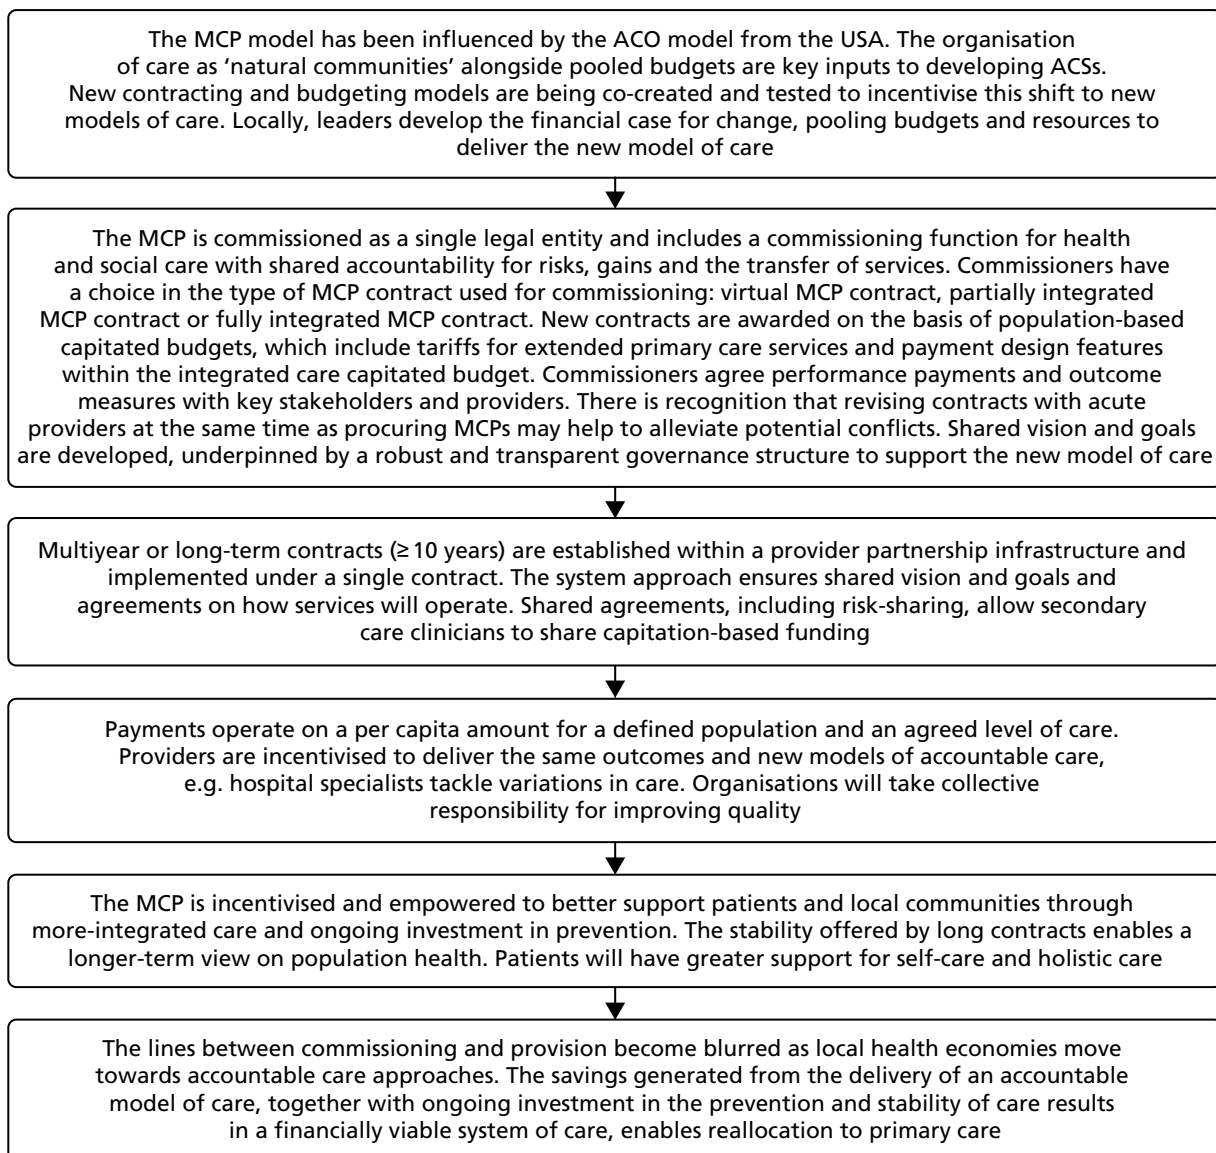 The MCP model has been influenced by the ACO model from the USA. The organisation
of care as ‘natural communities’ alongside pooled budgets are key inputs to developing ACSs.
New contracting and budgeting models are being co-created and tested to incentivise this shift to new
models of care. Locally, leaders develop the financial case for change, pooling budgets and resources to
deliver the new model of care
The MCP is commissioned as a single legal entity and includes a commissioning function for health
and social care with shared accountability for risks, gains and the transfer of services. Commissioners have
a choice in the type of MCP contract used for commissioning: virtual MCP contract, partially integrated
MCP contract or fully integrated MCP contract. New contracts are awarded on the basis of population-based
capitated budgets, which include tariffs for extended primary care services and payment design features
within the integrated care capitated budget. Commissioners agree performance payments and outcome
measures with key stakeholders and providers. There is recognition that revising contracts with acute
providers at the same time as procuring MCPs may help to alleviate potential conflicts. Shared vision and goals
are developed, underpinned by a robust and transparent governance structure to support the new model of care
Multiyear or long-term contracts (≥ 10 years) are established within a provider partnership infrastructure and
implemented under a single contract. The system approach ensures shared vision and goals and
agreements on how services will operate. Shared agreements, including risk-sharing, allow secondary
care clinicians to share capitation-based funding
Payments operate on a per capita amount for a defined population and an agreed level of care.
Providers are incentivised to deliver the same outcomes and new models of accountable care,
e.g. hospital specialists tackle variations in care. Organisations will take collective
responsibility for improving quality
The MCP is incentivised and empowered to better support patients and local communities through
more-integrated care and ongoing investment in prevention. The stability offered by long contracts enables a
longer-term view on population health. Patients will have greater support for self-care and holistic care
The lines between commissioning and provision become blurred as local health economies move
towards accountable care approaches. The savings generated from the delivery of an accountable
model of care, together with ongoing investment in the prevention and stability of care results
in a financially viable system of care, enables reallocation to primary care